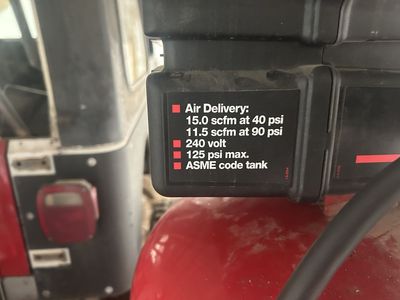 Air Delivery:
15.0 scfm at 40 psi
11.5 scfm at 90 psi
240 volt
125 psi max.
ASME code tank